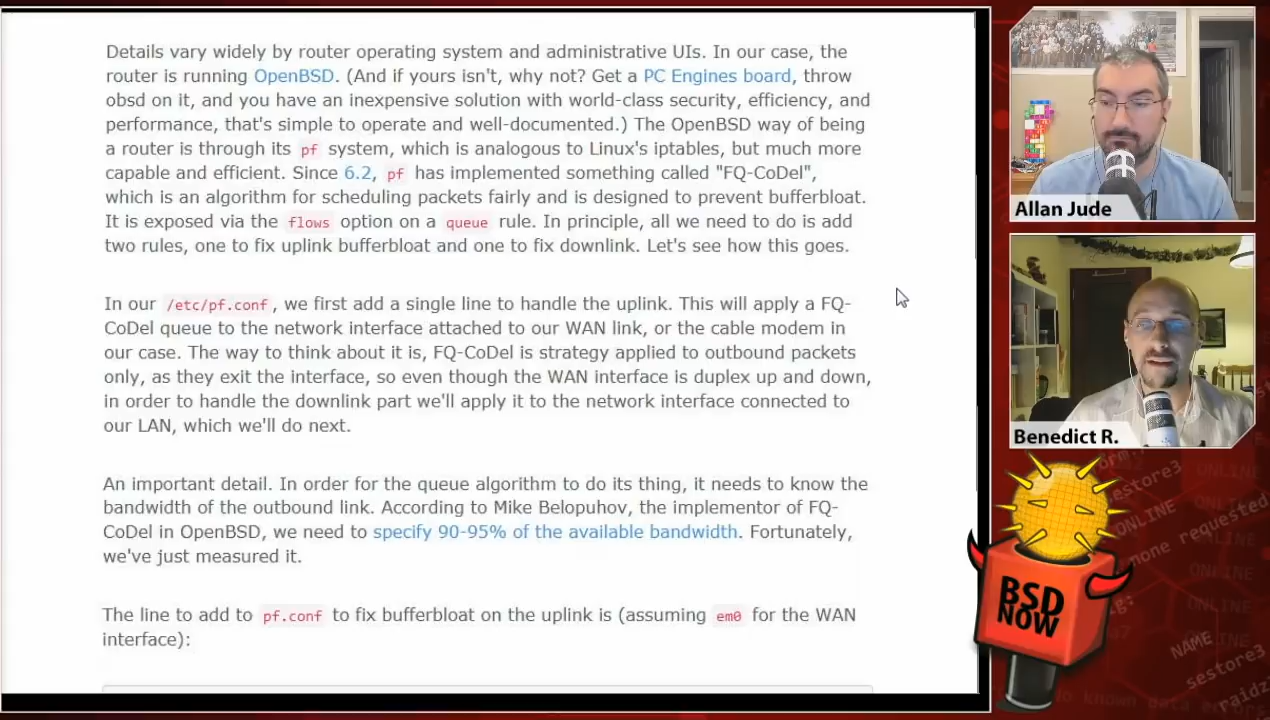 Details vary widely by router operating system and administrative UIs. In our case, the
router is running OpenBSD. (And if yours isn't, why not? Get a PC Engines board, throw
obsd on it, and you have an inexpensive solution with world-class security, efficiency, and
performance, that's simple to operate and well-documented.) The OpenBSD way of being
a router is through its pf system, which is analogous to Linux's iptables, but much more
capable and efficient. Since 6.2, pf has implemented something called "FQ-CoDel",
which is an algorithm for scheduling packets fairly and is designed to prevent bufferbloat.
It is exposed via the flows option on a queue rule. In principle, all we need to do is add
two rules, one to fix uplink bufferbloat and one to fix downlink. Let's see how this goes.
In our /etc/pf.conf, we first add a single line to handle the uplink. This will apply a FQ-
CoDel queue to the network interface attached to our WAN link, or the cable modem in
our case. The way to think about it is, FQ-CoDel is strategy applied to outbound packets
only, as they exit the interface, so even though the WAN interface is duplex up and down,
in order to handle the downlink part we'll apply it to the network interface connected to
our LAN, which we'll do next.
An important detail. In order for the queue algorithm to do its thing, it needs to know the
bandwidth of the outbound link. According to Mike Belopuhov, the implementor of FQ-
CoDel in OpenBSD, we need to specify 90-95% of the available bandwidth. Fortunately,
we've just measured it.
The line to add to pf.conf to fix bufferbloat on the uplink is (assuming em0 for the WAN
interface):
Allan Jude
Benedict R.
BSD
NOW
ONLINE
ONLINE
none requested
ONLINE
NAME
sestore3